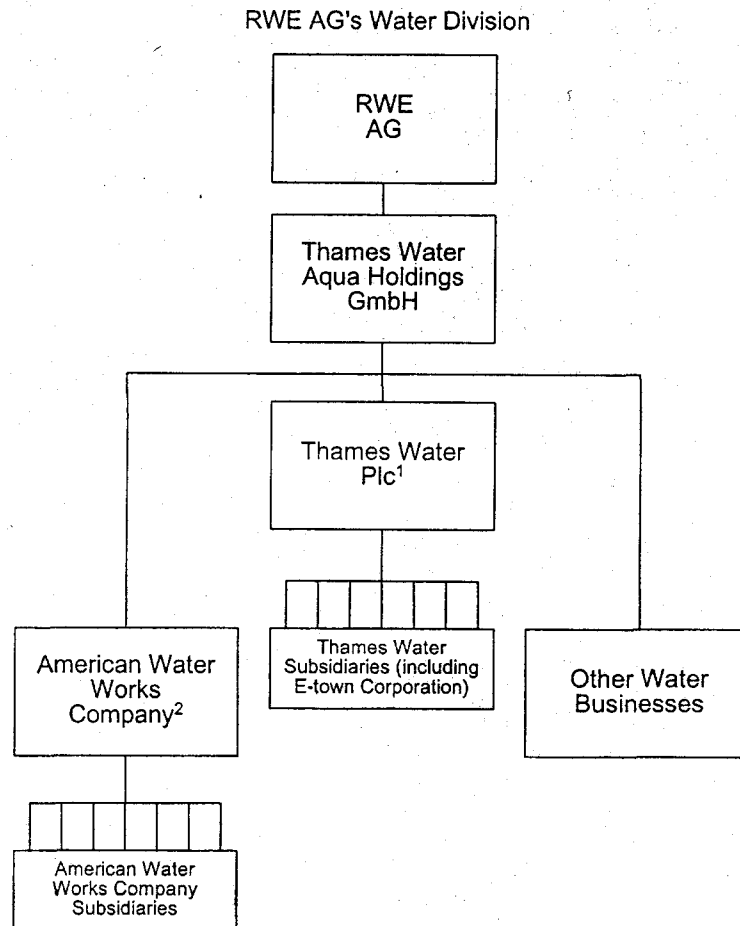 RWE AG's Water Division
RWE
AG
Thames Water
Aqua Holdings
GmbH
Thames Water
Plc¹
American Water
Works
Company²
Thames Water
Subsidiaries (including
E-town Corporation)
Other Water
Businesses
American Water
Works Company
Subsidiaries